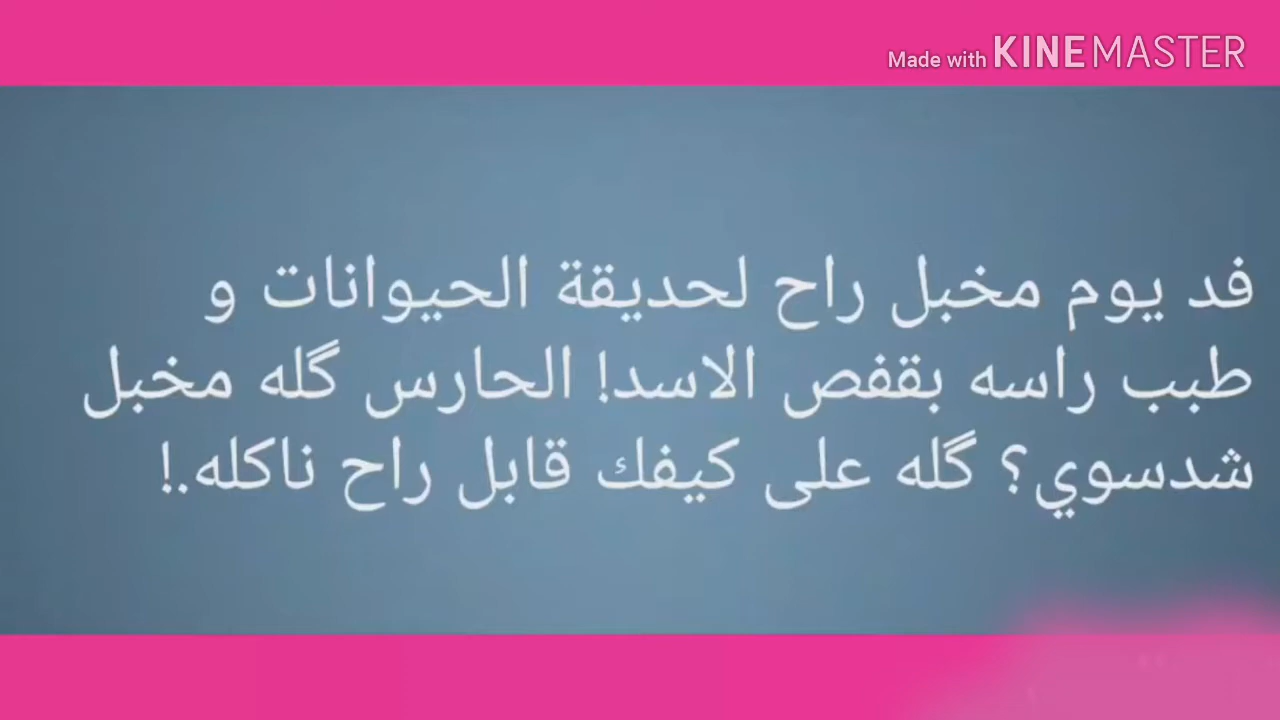 Made with KINEMASTER
فد يوم مخبل راح لحديقة الحيوانات و
طبب راسه بقفص الاسد! الحارس گله مخبل
شدسوي؟ گله على كيفك قابل راح ناكله.!